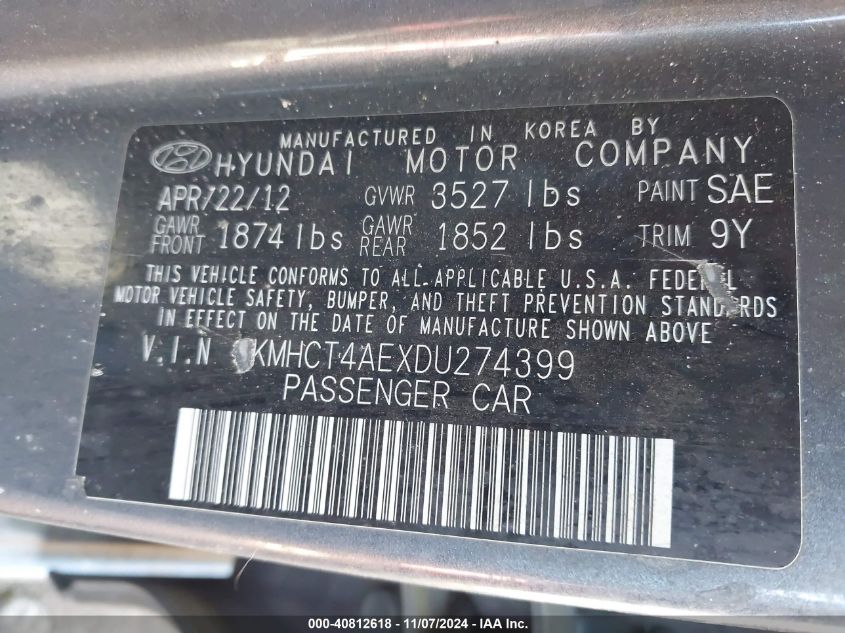 MANUFACTURED IN KOREA BY
HYUNDAI MOTOR COMPANY
APR/22/12 GVWR 3527 lbs PAINT SAE
GAWR FRONT 1874 lbs GAWR REAR 1852 lbs TRIM 9Y
THIS VEHICLE CONFORMS TO ALL APPLICABLE U.S.A. FEDERAL
MOTOR VEHICLE SAFETY, BUMPER, AND THEFT PREVENTION STANDARDS
IN EFFECT ON THE DATE OF MANUFACTURE SHOWN ABOVE
V.I.N KMHCT4AEXDU274399
PASSENGER CAR
000-40812618 - 11/07/2024 - IAA Inc.